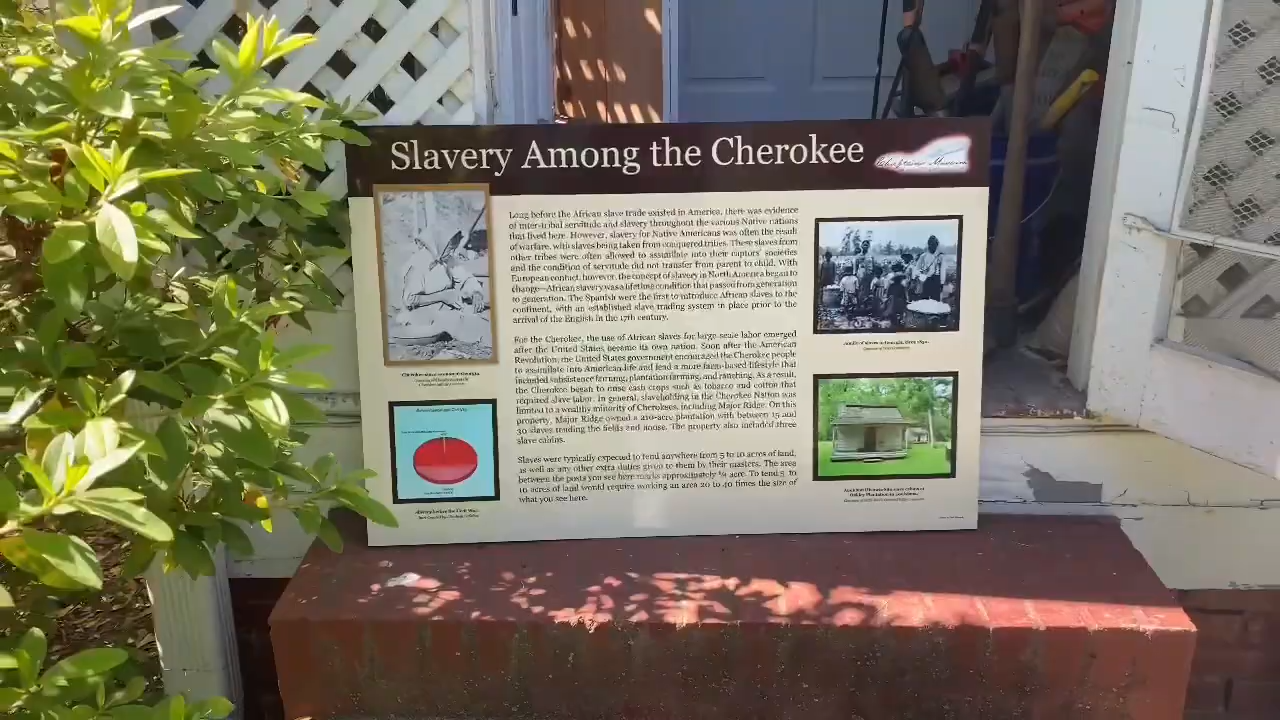 Slavery Among the Cherokee
Chieftains Museum
Long before the African slave trade existed in America, there was evidence
of inter-tribal servitude and slavery throughout the various Native nations
that lived here. However, slavery for Native Americans was often the result
of warfare, with slaves being taken from conquered tribes. These slaves from
other tribes were often allowed to assimilate into their captors' societies
and the condition of servitude did not transfer from parent to child. With
European contact, however, the concept of slavery in North America began to
change—African slavery was a lifetime condition that passed from generation
to generation. The Spanish were the first to introduce African slaves to the
continent, with an established slave trading system in place prior to the
arrival of the English in the 17th century.
For the Cherokee, the use of African slaves for large-scale labor emerged
after the United States became its own nation. Soon after the American
Revolution, the United States government encouraged the Cherokee people
to assimilate into American life and lead a more farm-based lifestyle that
included subsistence farming, plantation farming, and ranching. As a result,
the Cherokee began to raise cash crops such as tobacco and cotton that
required slave labor. In general, slaveholding in the Cherokee Nation was
limited to a wealthy minority of Cherokees, including Major Ridge. On this
property, Major Ridge owned a -acre plantation with between 15 and
30 slaves tending the fields and house. The property also included three
slave cabins.
Slaves were typically expected to tend anywhere from 5 to 10 acres of land,
as well as any other extra duties given to them by their masters. The area
between the posts you see here marks approximately ¼ acre. To tend 5 to
10 acres of land would require working an area 20 to 40 times the size of
what you see here.